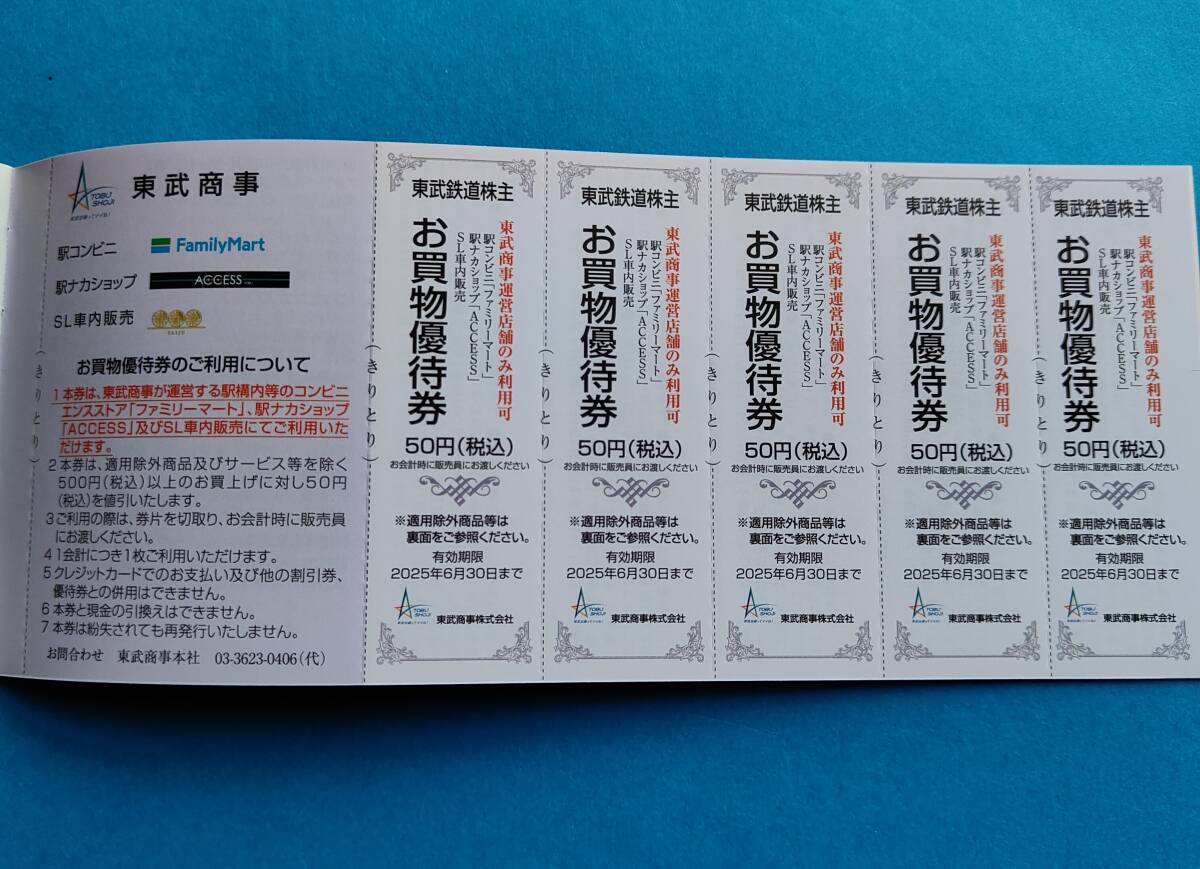 TOBU
SHOJI
東武商事
駅コンビニ
FamilyMart
駅ナカショップ
ACCESS
SL車内販売
お買物優待券のご利用について
1本券は、東武商事が運営する駅構内等のコンビニ
エンスストア「ファミリーマート」、駅ナカショップ
「ACCESS」及びSL車内販売にてご利用いた
だけます。
2本券は、適用除外商品及びサービス等を除く
500円(税込)以上のお買上げに対し50円
(税込)を値引いたします。
3ご利用の際は、券片を切取り、お会計時に販売員
にお渡しください。
41会計につき1枚ご利用いただけます。
5クレジットカードでのお支払い及び他の割引券、
優待券との併用はできません。
6本券と現金の引換えはできません。
7本券は紛失されても再発行いたしません。
お問合わせ 東武商事本社 03-3623-0406(代)
(きりとり)
(きりとり)
東武鉄道株主
東武商事運営店舗のみ利用可
駅コンビニ「ファミリーマート」
駅ナカショップ「ACCESS」
SL車内販売
お買物優待券
50円(税込)
お会計時に販売員にお渡しください
※適用除外商品等は
裏面をご参照ください。
有効期限
2025年6月30日まで
TOBU
SHOJI
東武商事株式会社
(きりとり)
東武鉄道株主
東武商事運営店舗のみ利用可
駅コンビニ「ファミリーマート」
駅ナカショップ「ACCESS」
SL車内販売
お買物優待券
50円(税込)
お会計時に販売員にお渡しください
※適用除外商品等は
裏面をご参照ください。
有効期限
2025年6月30日まで
TOBU
SHOJI
東武商事株式会社
(きりとり)
東武鉄道株主
東武商事運営店舗のみ利用可
駅コンビニ「ファミリーマート」
駅ナカショップ「ACCESS」
SL車内販売
お買物優待券
50円(税込)
お会計時に販売員にお渡しください
※適用除外商品等は
裏面をご参照ください。
有効期限
2025年6月30日まで
TOBU
SHOJI
東武商事株式会社
(きりとり)
東武鉄道株主
東武商事運営店舗のみ利用可
駅コンビニ「ファミリーマート」
駅ナカショップ「ACCESS」
SL車内販売
お買物優待券
50円(税込)
お会計時に販売員にお渡しください
※適用除外商品等は
裏面をご参照ください。
有効期限
2025年6月30日まで
TOBU
SHOJI
東武商事株式会社
(きりとり)
東武鉄道株主
東武商事運営店舗のみ利用可
駅コンビニ「ファミリーマート」
駅ナカショップ「ACCESS」
SL車内販売
お買物優待券
50円(税込)
お会計時に販売員にお渡しください
※適用除外商品等は
裏面をご参照ください。
有効期限
2025年6月30日まで
TOBU
SHOJI
東武商事株式会社